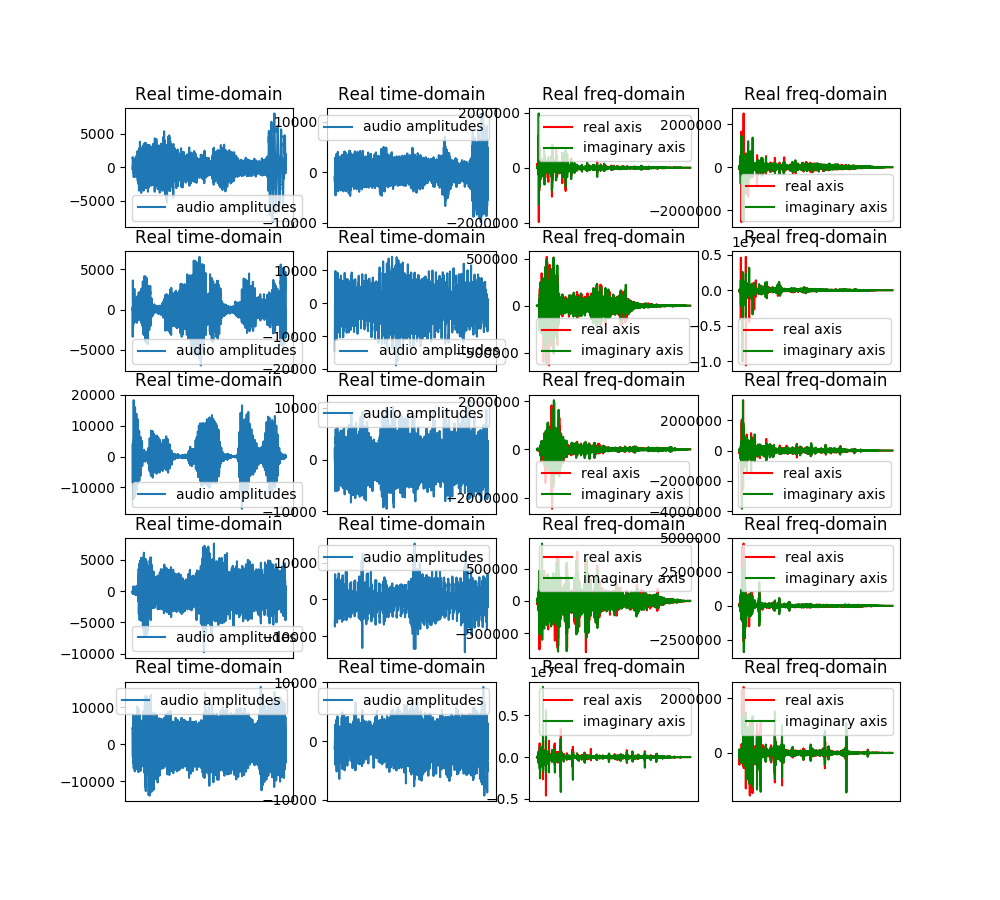 Real time-domain Real time-domain Real freq-domain Real freq-domain
5000
0
−5000
audio amplitudes
10000
0
−10000
audio amplitudes
2000000
0
−2000000
real axis
imaginary axis
2000000
0
−2000000
real axis
imaginary axis
Real time-domain Real time-domain Real freq-domain Real freq-domain
5000
0
−5000
audio amplitudes
10000
0
−10000
−20000
audio amplitudes
500000
0
−500000
real axis
imaginary axis
1e7
0.5
0.0
−0.5
−1.0
real axis
imaginary axis
Real time-domain Real time-domain Real freq-domain Real freq-domain
20000
10000
0
−10000
audio amplitudes
10000
0
−10000
audio amplitudes
2000000
0
−2000000
real axis
imaginary axis
2000000
0
−2000000
−4000000
real axis
imaginary axis
Real time-domain Real time-domain Real freq-domain Real freq-domain
5000
0
−5000
−10000
audio amplitudes
10000
0
−10000
audio amplitudes
500000
0
−500000
real axis
imaginary axis
5000000
2500000
0
−2500000
real axis
imaginary axis
Real time-domain Real time-domain Real freq-domain Real freq-domain
10000
0
−10000
audio amplitudes
10000
0
−10000
audio amplitudes
1e7
0.5
0.0
−0.5
real axis
imaginary axis
2000000
0
real axis
imaginary axis